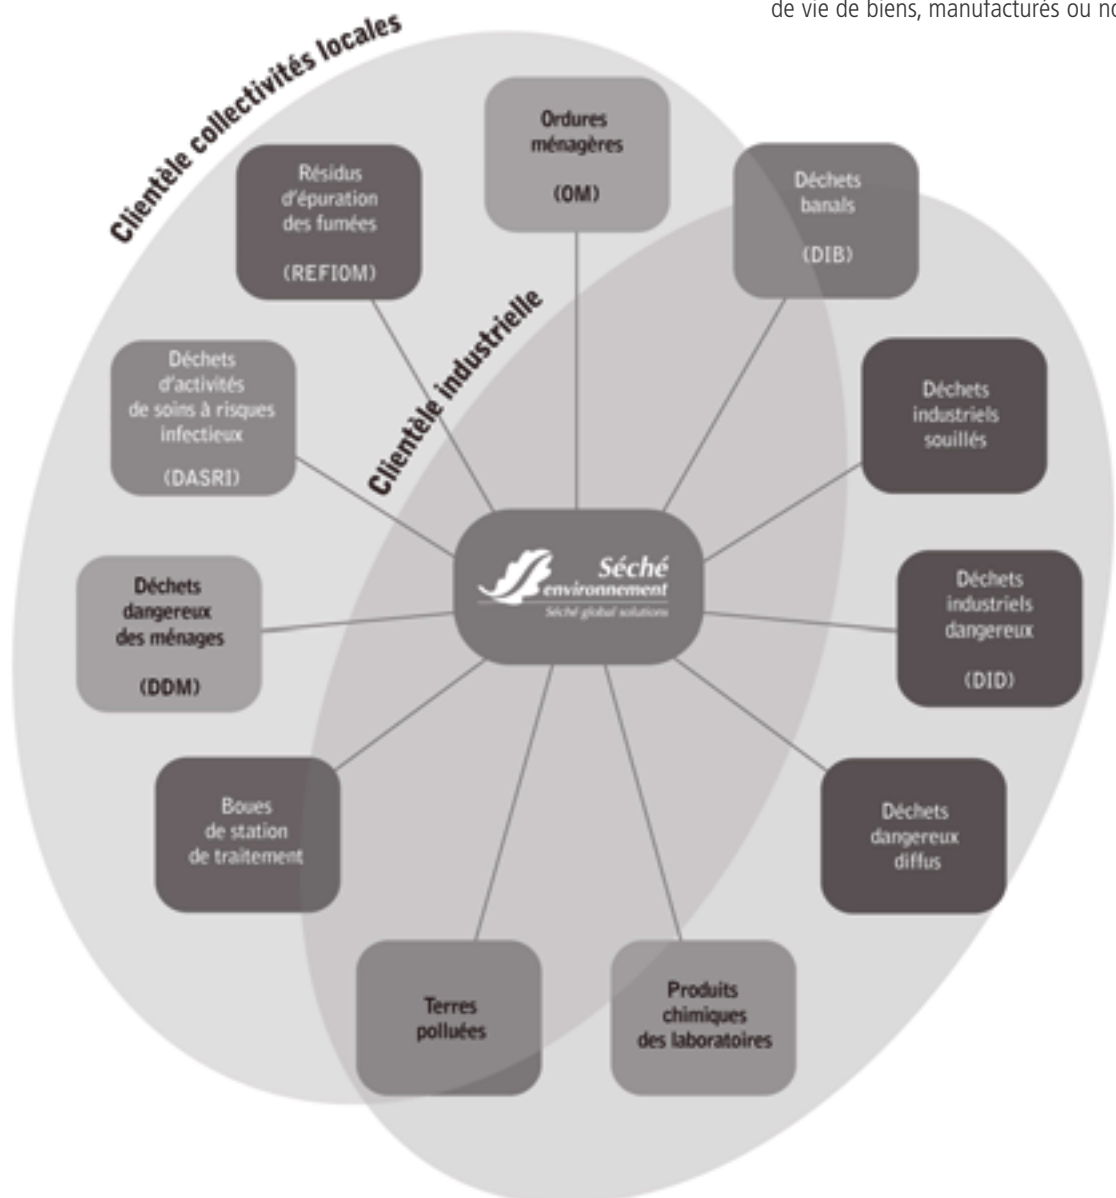 de vie de biens, manufacturés ou no
Clientèle collectivités locales
Ordures
ménagères
(OM)
Résidus
d'épuration
des fumées
(REFIOM)
Déchets
banals
(DIB)
Clientèle industrielle
Déchets
d'activités
de soins à risques
infectieux
(DASRI)
Déchets
industriels
souillés
Séché
environnement
Séché global solutions
Déchets
dangereux
des ménages
(DDM)
Déchets
industriels
dangereux
(DID)
Boues
de station
de traitement
Déchets
dangereux
diffus
Terres
polluées
Produits
chimiques
des laboratoires